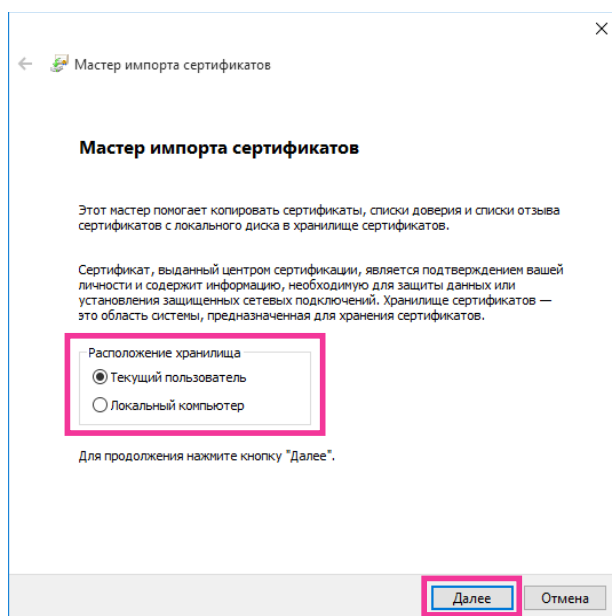 Мастер импорта сертификатов
Мастер импорта сертификатов
Этот мастер помогает копировать сертификаты, списки доверия и списки отзыва
сертификатов с локального диска в хранилище сертификатов.
Сертификат, выданный центром сертификации, является подтверждением вашей
личности и содержит информацию, необходимую для защиты данных или
установления защищенных сетевых подключений. Хранилище сертификатов —
это область системы, предназначенная для хранения сертификатов.
Расположение хранилища
Текущий пользователь
Локальный компьютер
Для продолжения нажмите кнопку "Далее".
Далее
Отмена